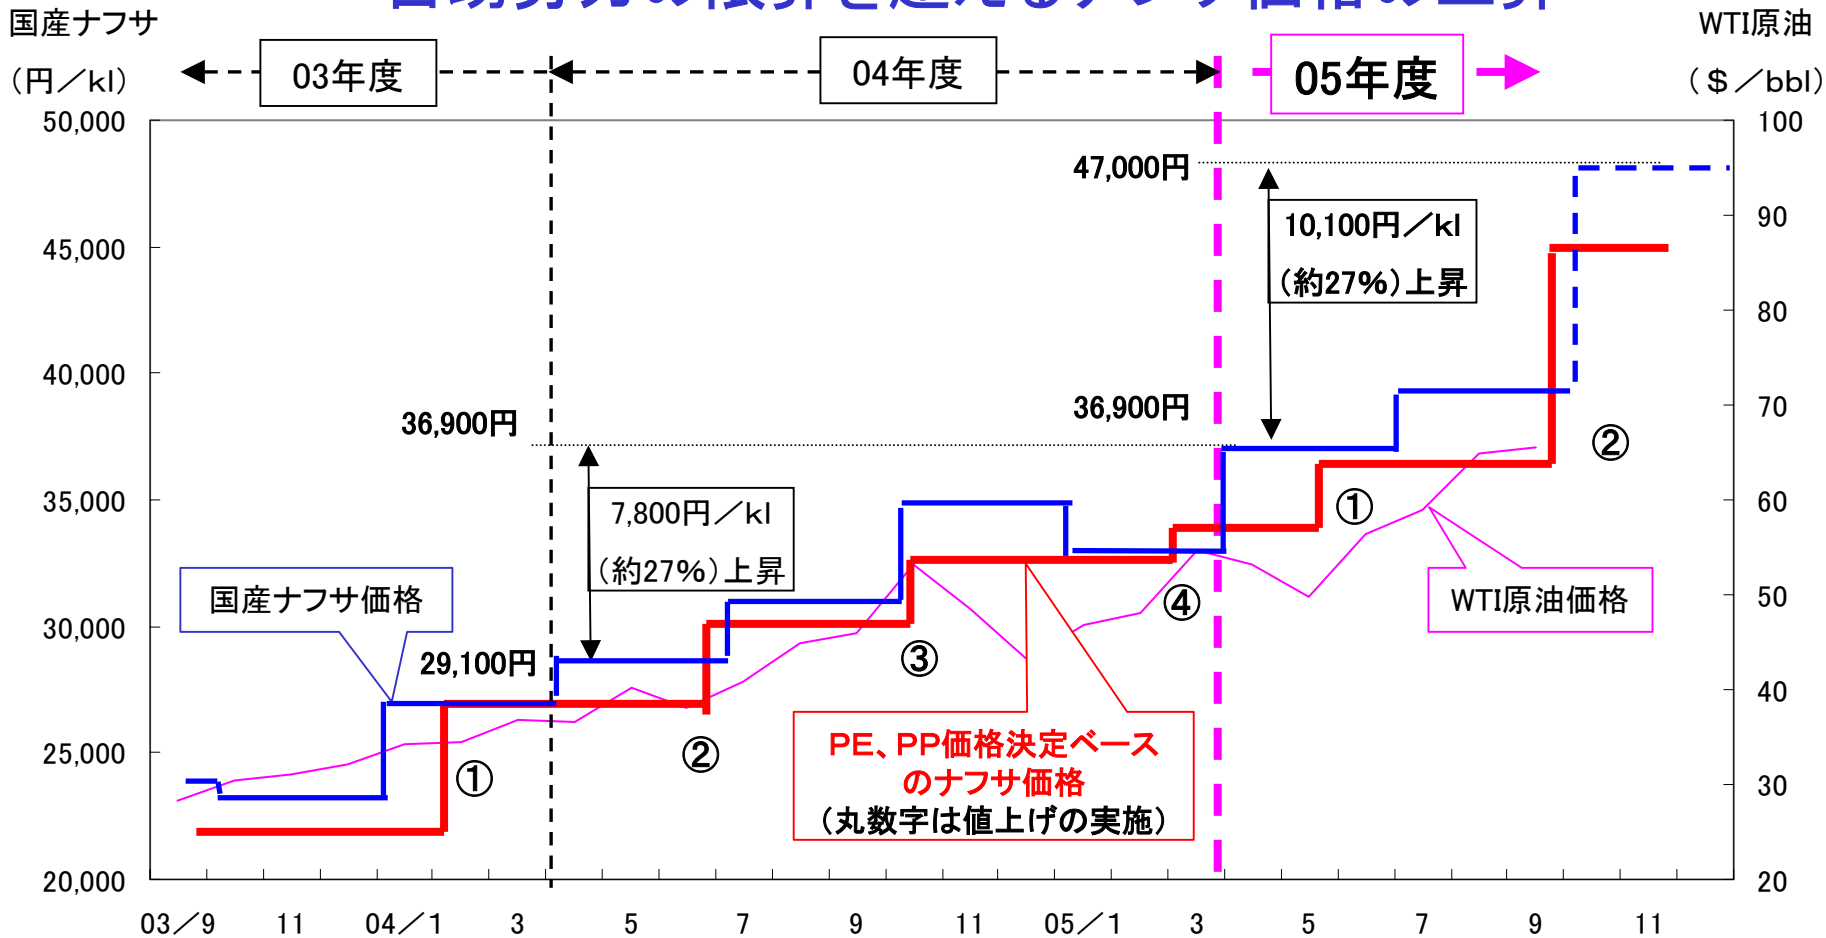 国産ナフサ
（円／kl）
WTI原油
（＄／bbl）
03年度
04年度
05年度
50,000
45,000
40,000
35,000
30,000
25,000
20,000
100
90
80
70
60
50
40
30
20
47,000円
10,100円／kl
（約27%）上昇
36,900円
36,900円
7,800円／kl
（約27%）上昇
29,100円
国産ナフサ価格
WTI原油価格
PE、PP価格決定ベース
のナフサ価格
（丸数字は値上げの実施）
①
②
③
④
①
②
03／9
11
04／1
3
5
7
9
11
05／1
3
5
7
9
11